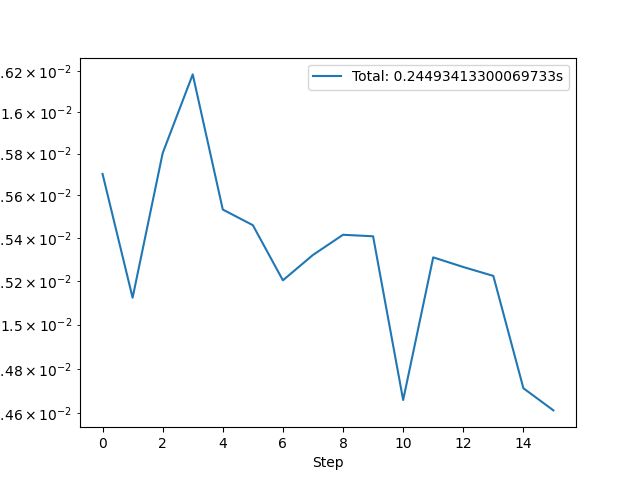 Total: 0.24493413300069733s
.62 × 10⁻²
1.6 × 10⁻²
.58 × 10⁻²
.56 × 10⁻²
.54 × 10⁻²
.52 × 10⁻²
1.5 × 10⁻²
.48 × 10⁻²
.46 × 10⁻²
0 2 4 6 8 10 12 14
Step